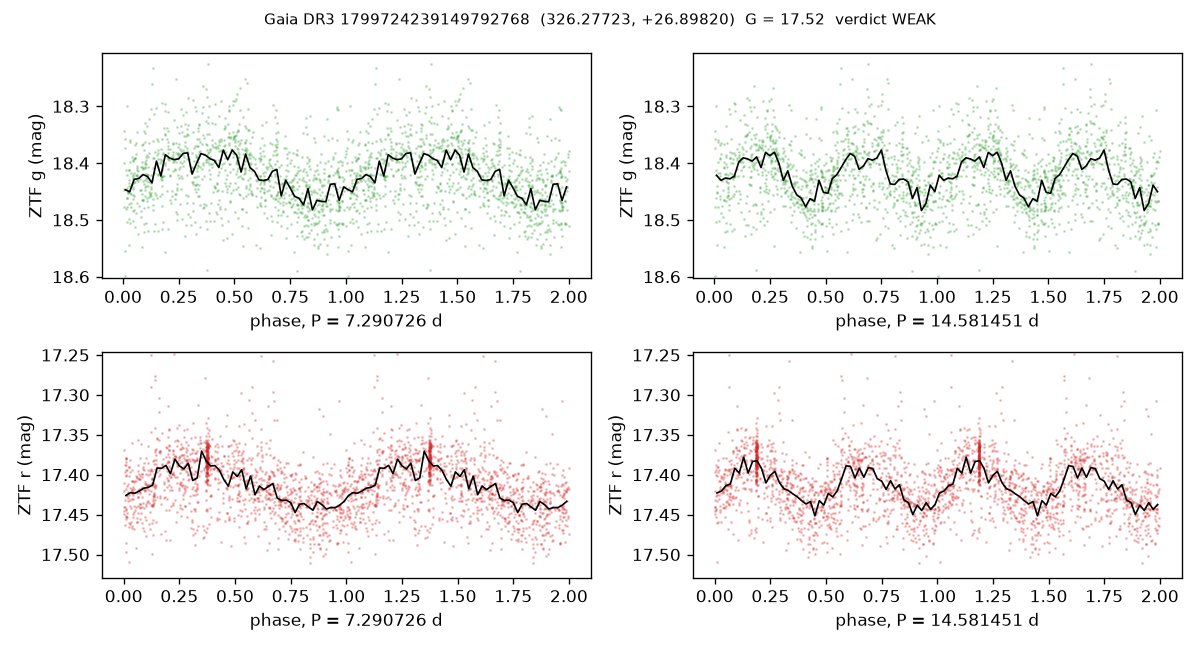 Gaia DR3 1799724239149792768 (326.27723, +26.89820) G = 17.52 verdict WEAK
ZTF g (mag)
18.3
18.4
18.5
18.6
0.00 0.25 0.50 0.75 1.00 1.25 1.50 1.75 2.00
phase, P = 7.290726 d
ZTF g (mag)
18.3
18.4
18.5
18.6
0.00 0.25 0.50 0.75 1.00 1.25 1.50 1.75 2.00
phase, P = 14.581451 d
ZTF r (mag)
17.25
17.30
17.35
17.40
17.45
17.50
0.00 0.25 0.50 0.75 1.00 1.25 1.50 1.75 2.00
phase, P = 7.290726 d
ZTF r (mag)
17.25
17.30
17.35
17.40
17.45
17.50
0.00 0.25 0.50 0.75 1.00 1.25 1.50 1.75 2.00
phase, P = 14.581451 d